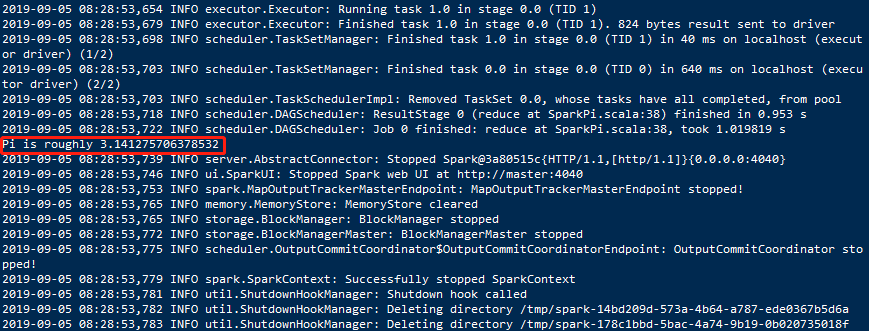 2019-09-05 08:28:53,654 INFO executor.Executor: Running task 1.0 in stage 0.0 (TID 1)
2019-09-05 08:28:53,679 INFO executor.Executor: Finished task 1.0 in stage 0.0 (TID 1). 824 bytes result sent to driver
2019-09-05 08:28:53,698 INFO scheduler.TaskSetManager: Finished task 1.0 in stage 0.0 (TID 1) in 40 ms on localhost (execut
or driver) (1/2)
2019-09-05 08:28:53,703 INFO scheduler.TaskSetManager: Finished task 0.0 in stage 0.0 (TID 0) in 640 ms on localhost (execu
tor driver) (2/2)
2019-09-05 08:28:53,703 INFO scheduler.TaskSchedulerImpl: Removed TaskSet 0.0, whose tasks have all completed, from pool
2019-09-05 08:28:53,718 INFO scheduler.DAGScheduler: ResultStage 0 (reduce at SparkPi.scala:38) finished in 0.953 s
2019-09-05 08:28:53,722 INFO scheduler.DAGScheduler: Job 0 finished: reduce at SparkPi.scala:38, took 1.019819 s
Pi is roughly 3.141275706378532
2019-09-05 08:28:53,739 INFO server.AbstractConnector: Stopped Spark@3a80515c{HTTP/1.1,[http/1.1]}{0.0.0.0:4040}
2019-09-05 08:28:53,746 INFO ui.SparkUI: Stopped Spark web UI at http://master:4040
2019-09-05 08:28:53,753 INFO spark.MapOutputTrackerMasterEndpoint: MapOutputTrackerMasterEndpoint stopped!
2019-09-05 08:28:53,765 INFO memory.MemoryStore: MemoryStore cleared
2019-09-05 08:28:53,765 INFO storage.BlockManager: BlockManager stopped
2019-09-05 08:28:53,772 INFO storage.BlockManagerMaster: BlockManagerMaster stopped
2019-09-05 08:28:53,775 INFO scheduler.OutputCommitCoordinator$OutputCommitCoordinatorEndpoint: OutputCommitCoordinator sto
pped!
2019-09-05 08:28:53,779 INFO spark.SparkContext: Successfully stopped SparkContext
2019-09-05 08:28:53,781 INFO util.ShutdownHookManager: Shutdown hook called
2019-09-05 08:28:53,782 INFO util.ShutdownHookManager: Deleting directory /tmp/spark-14bd209d-573a-4b64-a787-ede0367b5d6a
2019-09-05 08:28:53,783 INFO util.ShutdownHookManager: Deleting directory /tmp/spark-178c1bbd-5bac-4a74-9b19-0b020735018f